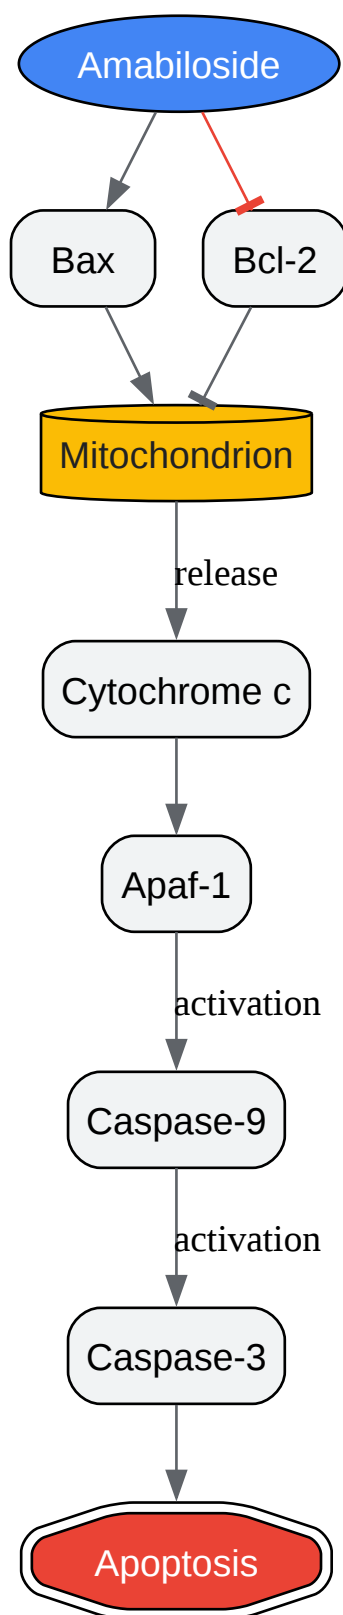 Amabiloside
Bax
Bcl-2
Mitochondrion
release
Cytochrome c
Apaf-1
activation
Caspase-9
activation
Caspase-3
Apoptosis